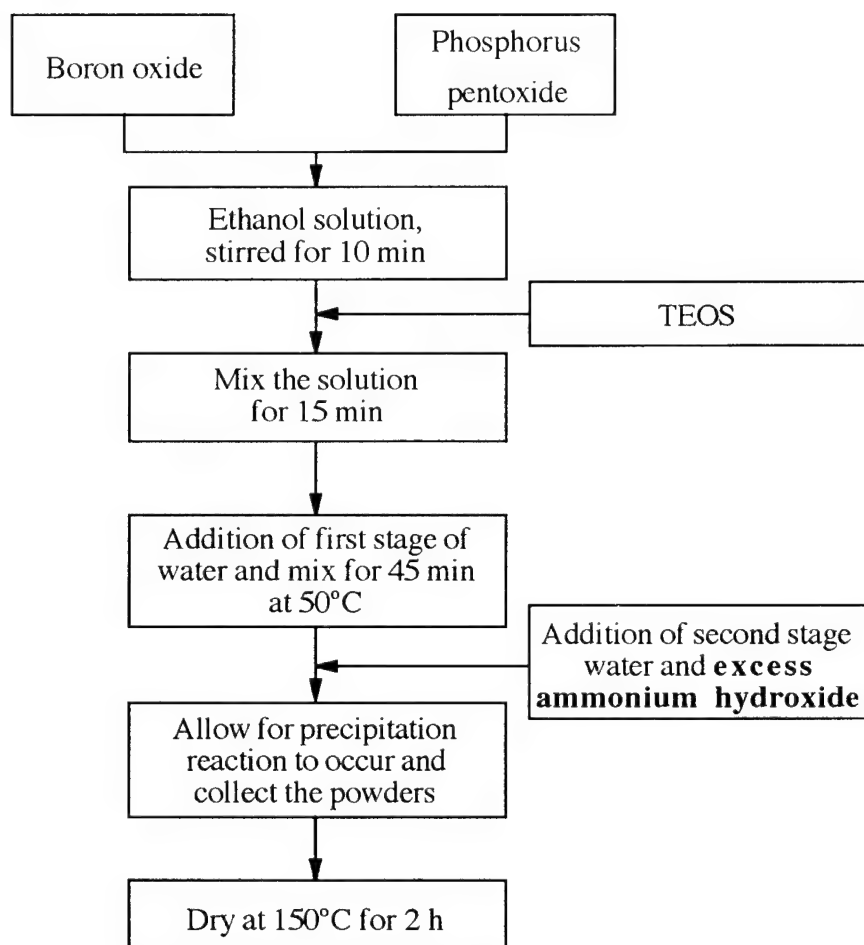 Boron oxide
Phosphorus
pentoxide
Ethanol solution,
stirred for 10 min
TEOS
Mix the solution
for 15 min
Addition of first stage of
water and mix for 45 min
at 50°C
Addition of second stage
water and excess
ammonium hydroxide
Allow for precipitation
reaction to occur and
collect the powders
Dry at 150°C for 2 h